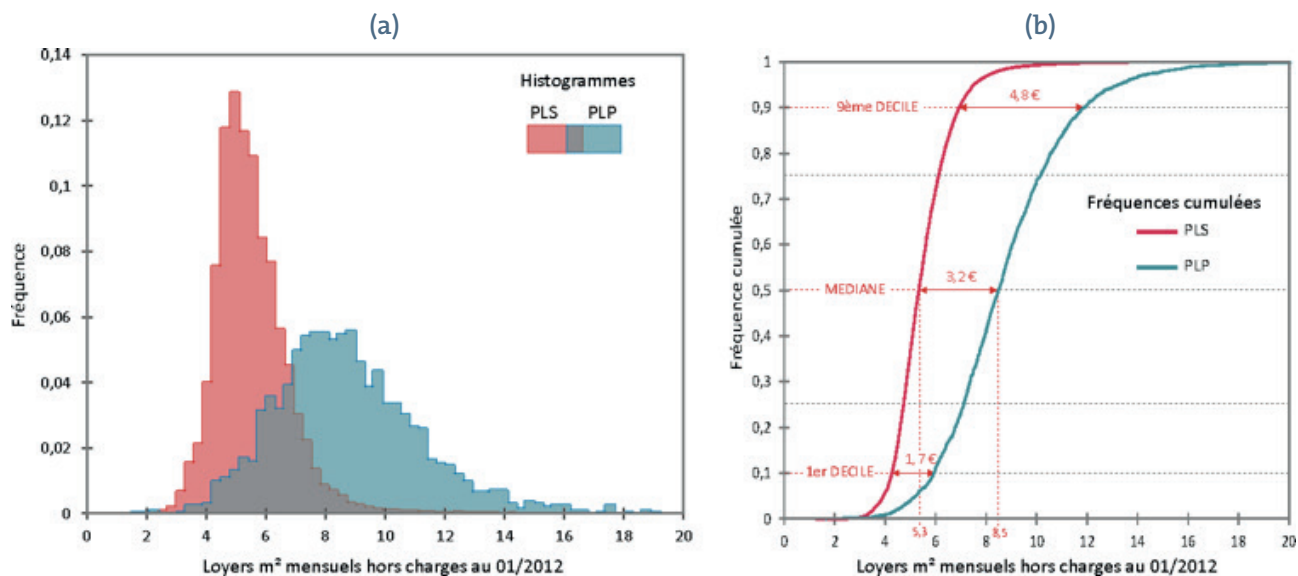 (a)
0,14
0,12
0,1
0,08
0,06
0,04
0,02
0
Fréquence
Histogrammes
PLS PLP
0 2 4 6 8 10 12 14 16 18 20
Loyers m² mensuels hors charges au 01/2012
(b)
1
0,9
0,8
0,7
0,6
0,5
0,4
0,3
0,2
0,1
0
Fréquence cumulée
9ème DECILE
4,8 €
Fréquences cumulées
PLS
PLP
MEDIANE
3,2 €
1er DECILE
1,7 €
5,3
8,5
0 2 4 6 8 10 12 14 16 18 20
Loyers m² mensuels hors charges au 01/2012